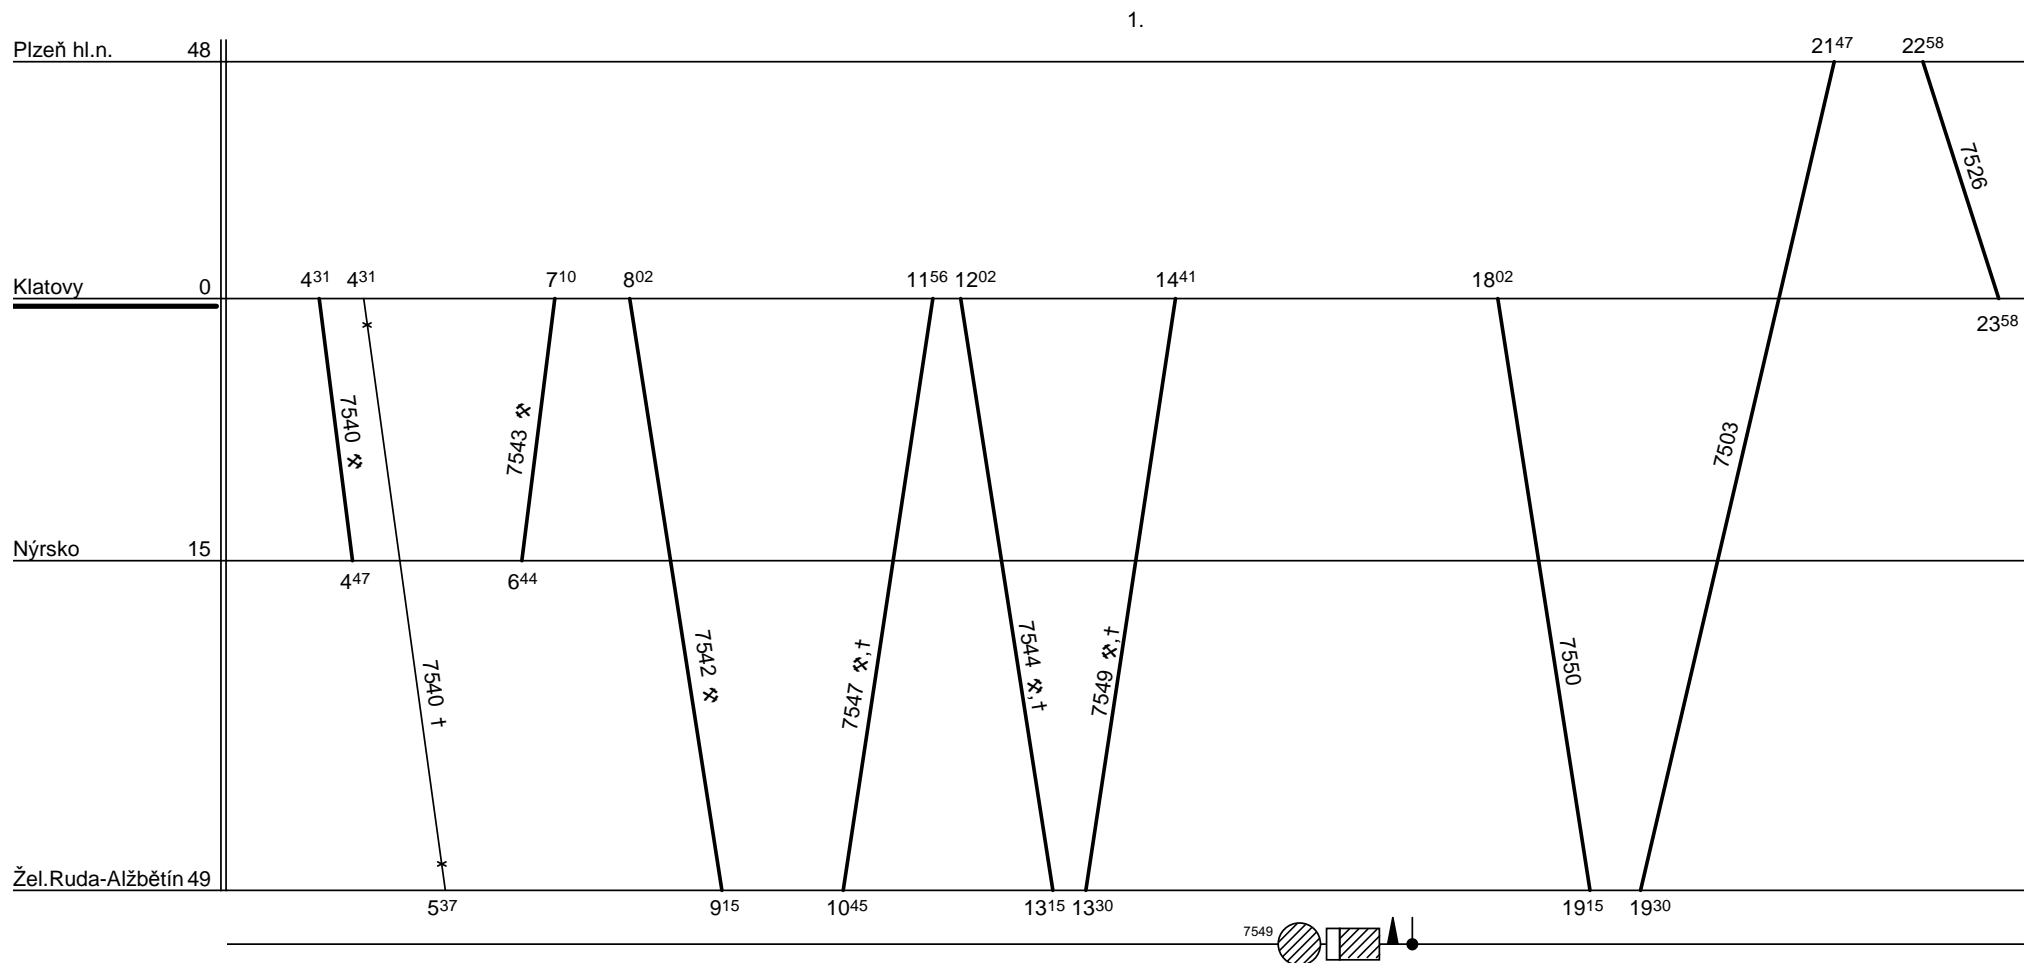 1.
Plzeň hl.n. 48
21⁴⁷ 22⁵⁸
7526
Klatovy 0
4³¹ 4³¹ 7¹⁰ 8⁰² 11⁵⁶ 12⁰² 14⁴¹ 18⁰²
23⁵⁸
7540 ⚒
7543 ⚒
7503
Nýrsko 15
4⁴⁷ 6⁴⁴
7540 †
7542 ⚒
7547 ⚒,†
7544 ⚒,†
7549 ⚒,†
7550
Žel.Ruda-Alžbětín 49
5³⁷ 9¹⁵ 10⁴⁵ 13¹⁵ 13³⁰ 19¹⁵ 19³⁰
7549